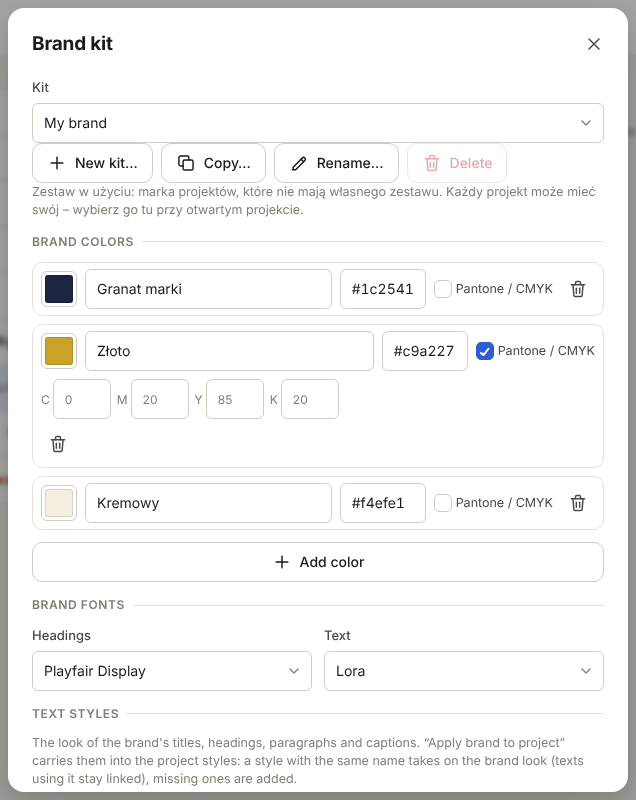 Brand kit
Kit
My brand
New kit...
Copy...
Rename...
Delete
Zestaw w użyciu: marka projektów, które nie mają własnego zestawu. Każdy projekt może mieć
swój – wybierz go tu przy otwartym projekcie.
BRAND COLORS
Granat marki
#1c2541
Pantone / CMYK
Złoto
#c9a227
Pantone / CMYK
C
0
M
20
Y
85
K
20
Kremowy
#f4efe1
Pantone / CMYK
Add color
BRAND FONTS
Headings
Text
Playfair Display
Lora
TEXT STYLES
The look of the brand's titles, headings, paragraphs and captions. “Apply brand to project”
carries them into the project styles: a style with the same name takes on the brand look (texts
using it stay linked), missing ones are added.